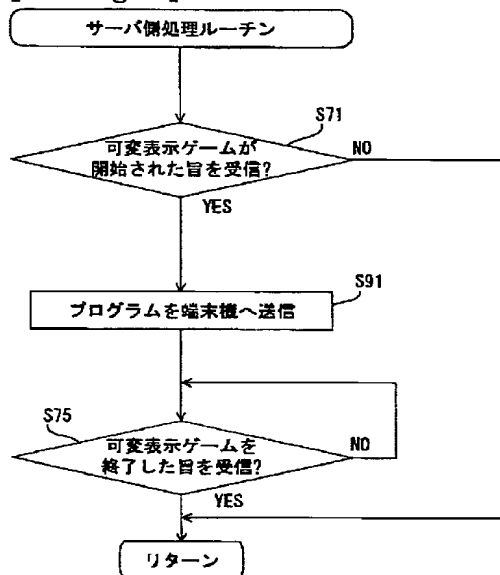 サーバ側処理ルーチン
S71
可変表示ゲームが
開始された旨を受信?
NO
YES
S91
プログラムを端末機へ送信
S75
可変表示ゲームを
終了した旨を受信?
NO
YES
リターン